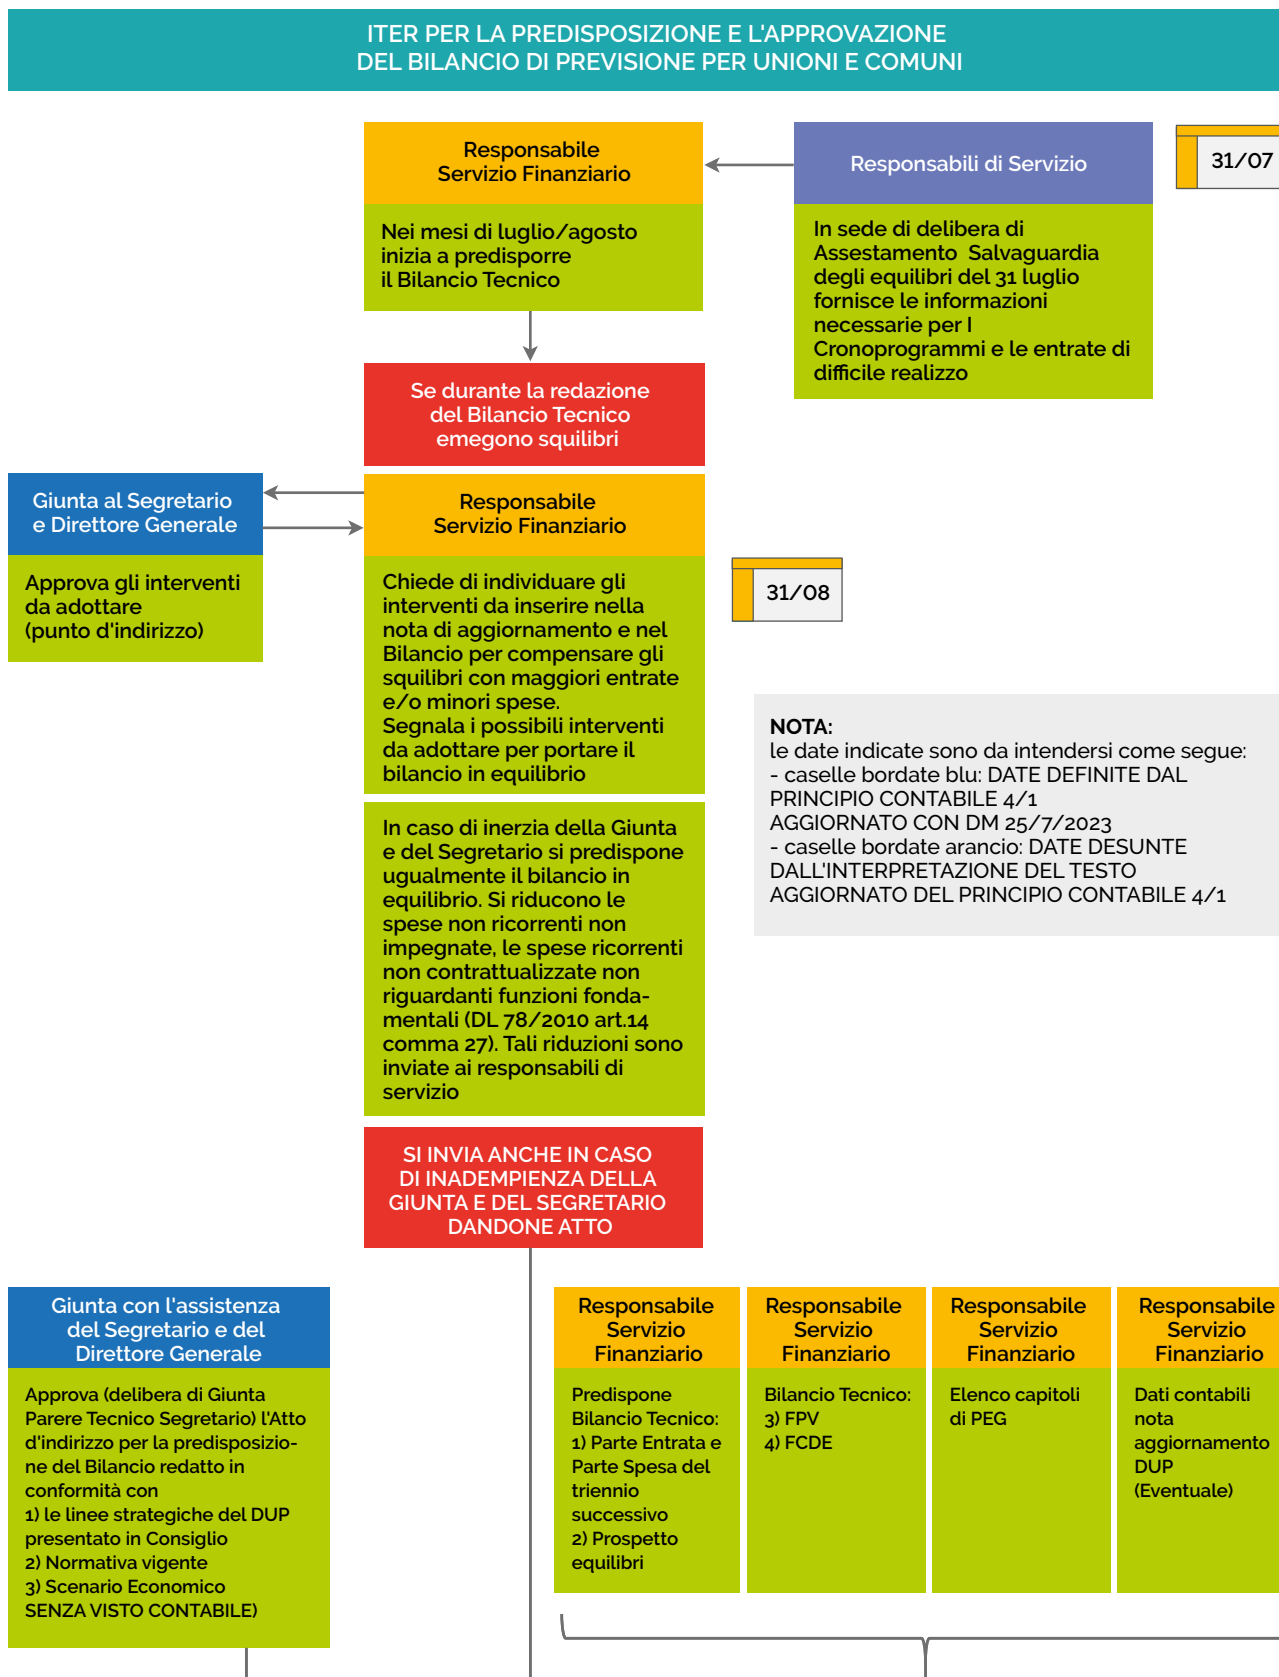 ITER PER LA PREDISPOSIZIONE E L'APPROVAZIONE
DEL BILANCIO DI PREVISIONE PER UNIONI E COMUNI
Responsabile
Servizio Finanziario
Nei mesi di luglio/agosto
inizia a predisporre
il Bilancio Tecnico
Responsabili di Servizio
In sede di delibera di
Assestamento Salvaguardia
degli equilibri del 31 luglio
fornisce le informazioni
necessarie per I
Cronoprogrammi e le entrate di
difficile realizzo
31/07
Se durante la redazione
del Bilancio Tecnico
emegono squilibri
Giunta al Segretario
e Direttore Generale
Approva gli interventi
da adottare
(punto d'indirizzo)
Responsabile
Servizio Finanziario
Chiede di individuare gli
interventi da inserire nella
nota di aggiornamento e nel
Bilancio per compensare gli
squilibri con maggiori entrate
e/o minori spese.
Segnala i possibili interventi
da adottare per portare il
bilancio in equilibrio
31/08
NOTA:
le date indicate sono da intendersi come segue:
- caselle bordate blu: DATE DEFINITE DAL
PRINCIPIO CONTABILE 4/1
AGGIORNATO CON DM 25/7/2023
- caselle bordate arancio: DATE DESUNTE
DALL'INTERPRETAZIONE DEL TESTO
AGGIORNATO DEL PRINCIPIO CONTABILE 4/1
In caso di inerzia della Giunta
e del Segretario si predispone
ugualmente il bilancio in
equilibrio. Si riducono le
spese non ricorrenti non
impegnate, le spese ricorrenti
non contrattualizzate non
riguardanti funzioni fonda-
mentali (DL 78/2010 art.14
comma 27). Tali riduzioni sono
inviate ai responsabili di
servizio
SI INVIA ANCHE IN CASO
DI INADEMPIENZA DELLA
GIUNTA E DEL SEGRETARIO
DANDONE ATTO
Giunta con l'assistenza
del Segretario e del
Direttore Generale
Approva (delibera di Giunta
Parere Tecnico Segretario) l'Atto
d'indirizzo per la predisposizio-
ne del Bilancio redatto in
conformità con
1) le linee strategiche del DUP
presentato in Consiglio
2) Normativa vigente
3) Scenario Economico
SENZA VISTO CONTABILE)
Responsabile
Servizio
Finanziario
Predispone
Bilancio Tecnico:
1) Parte Entrata e
Parte Spesa del
triennio
successivo
2) Prospetto
equilibri
Responsabile
Servizio
Finanziario
Bilancio Tecnico:
3) FPV
4) FCDE
Responsabile
Servizio
Finanziario
Elenco capitoli
di PEG
Responsabile
Servizio
Finanziario
Dati contabili
nota
aggiornamento
DUP
(Eventuale)